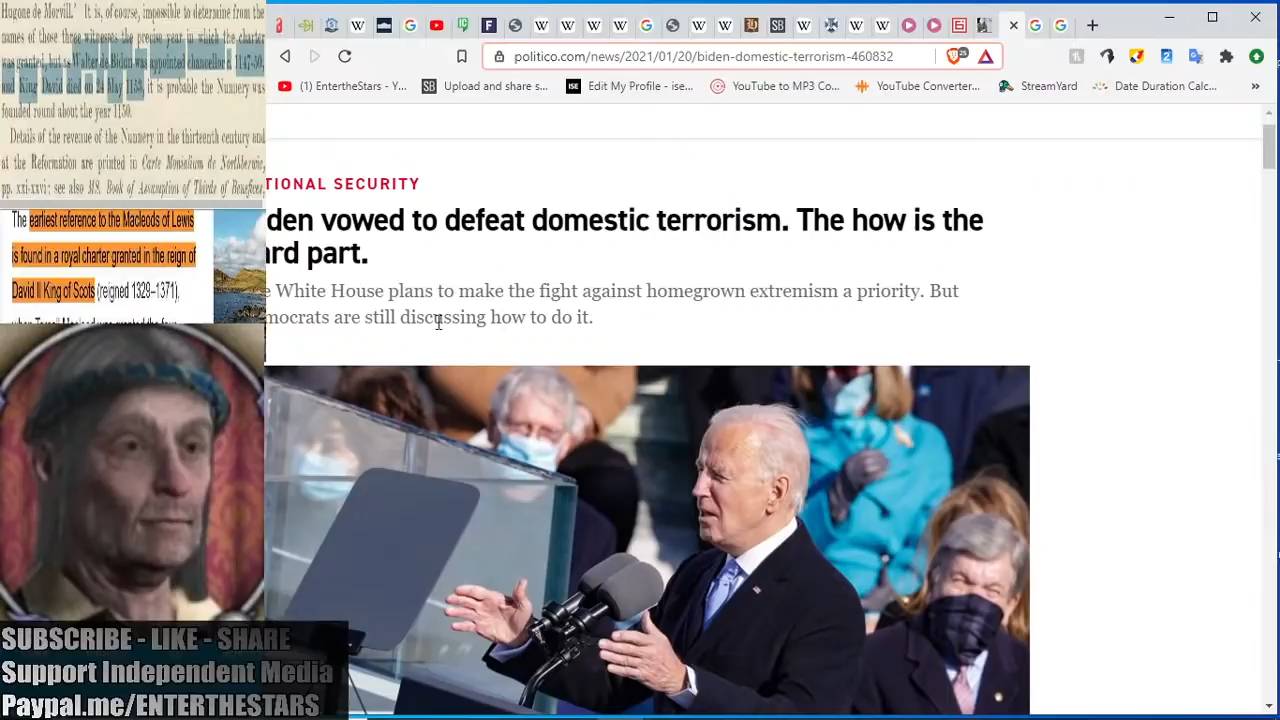 Hugone de Morvill.' It is, of course, impossible to determine from the
names of those three witnesses the precise year in which the charter
was granted, but as Walter de Bidun was appointed chancellor c 1147-50
and King David died on 24 May 1153, it is probable the Nunnery was
founded round about the year 1150.
Details of the revenue of the Nunnery in the thirteenth century and
at the Reformation are printed in Carte Monialium de Northberwic,
pp. xxi-xxvi; see also MS. Book of Assumption of Thirds of Benefices,
The earliest reference to the Macleods of Lewis
is found in a royal charter granted in the reign of
David II King of Scots (reigned 1329–1371),
politico.com/news/2021/01/20/biden-domestic-terrorism-460832
(1) EntertheStars - Y...
Upload and share s...
Edit My Profile - ise...
YouTube to MP3 Co...
YouTube Converter...
StreamYard
Date Duration Calc...
TIONAL SECURITY
den vowed to defeat domestic terrorism. The how is the
ard part.
e White House plans to make the fight against homegrown extremism a priority. But
mocrats are still discussing how to do it.
SUBSCRIBE - LIKE - SHARE
Support Independent Media
Paypal.me/ENTERTHESTARS